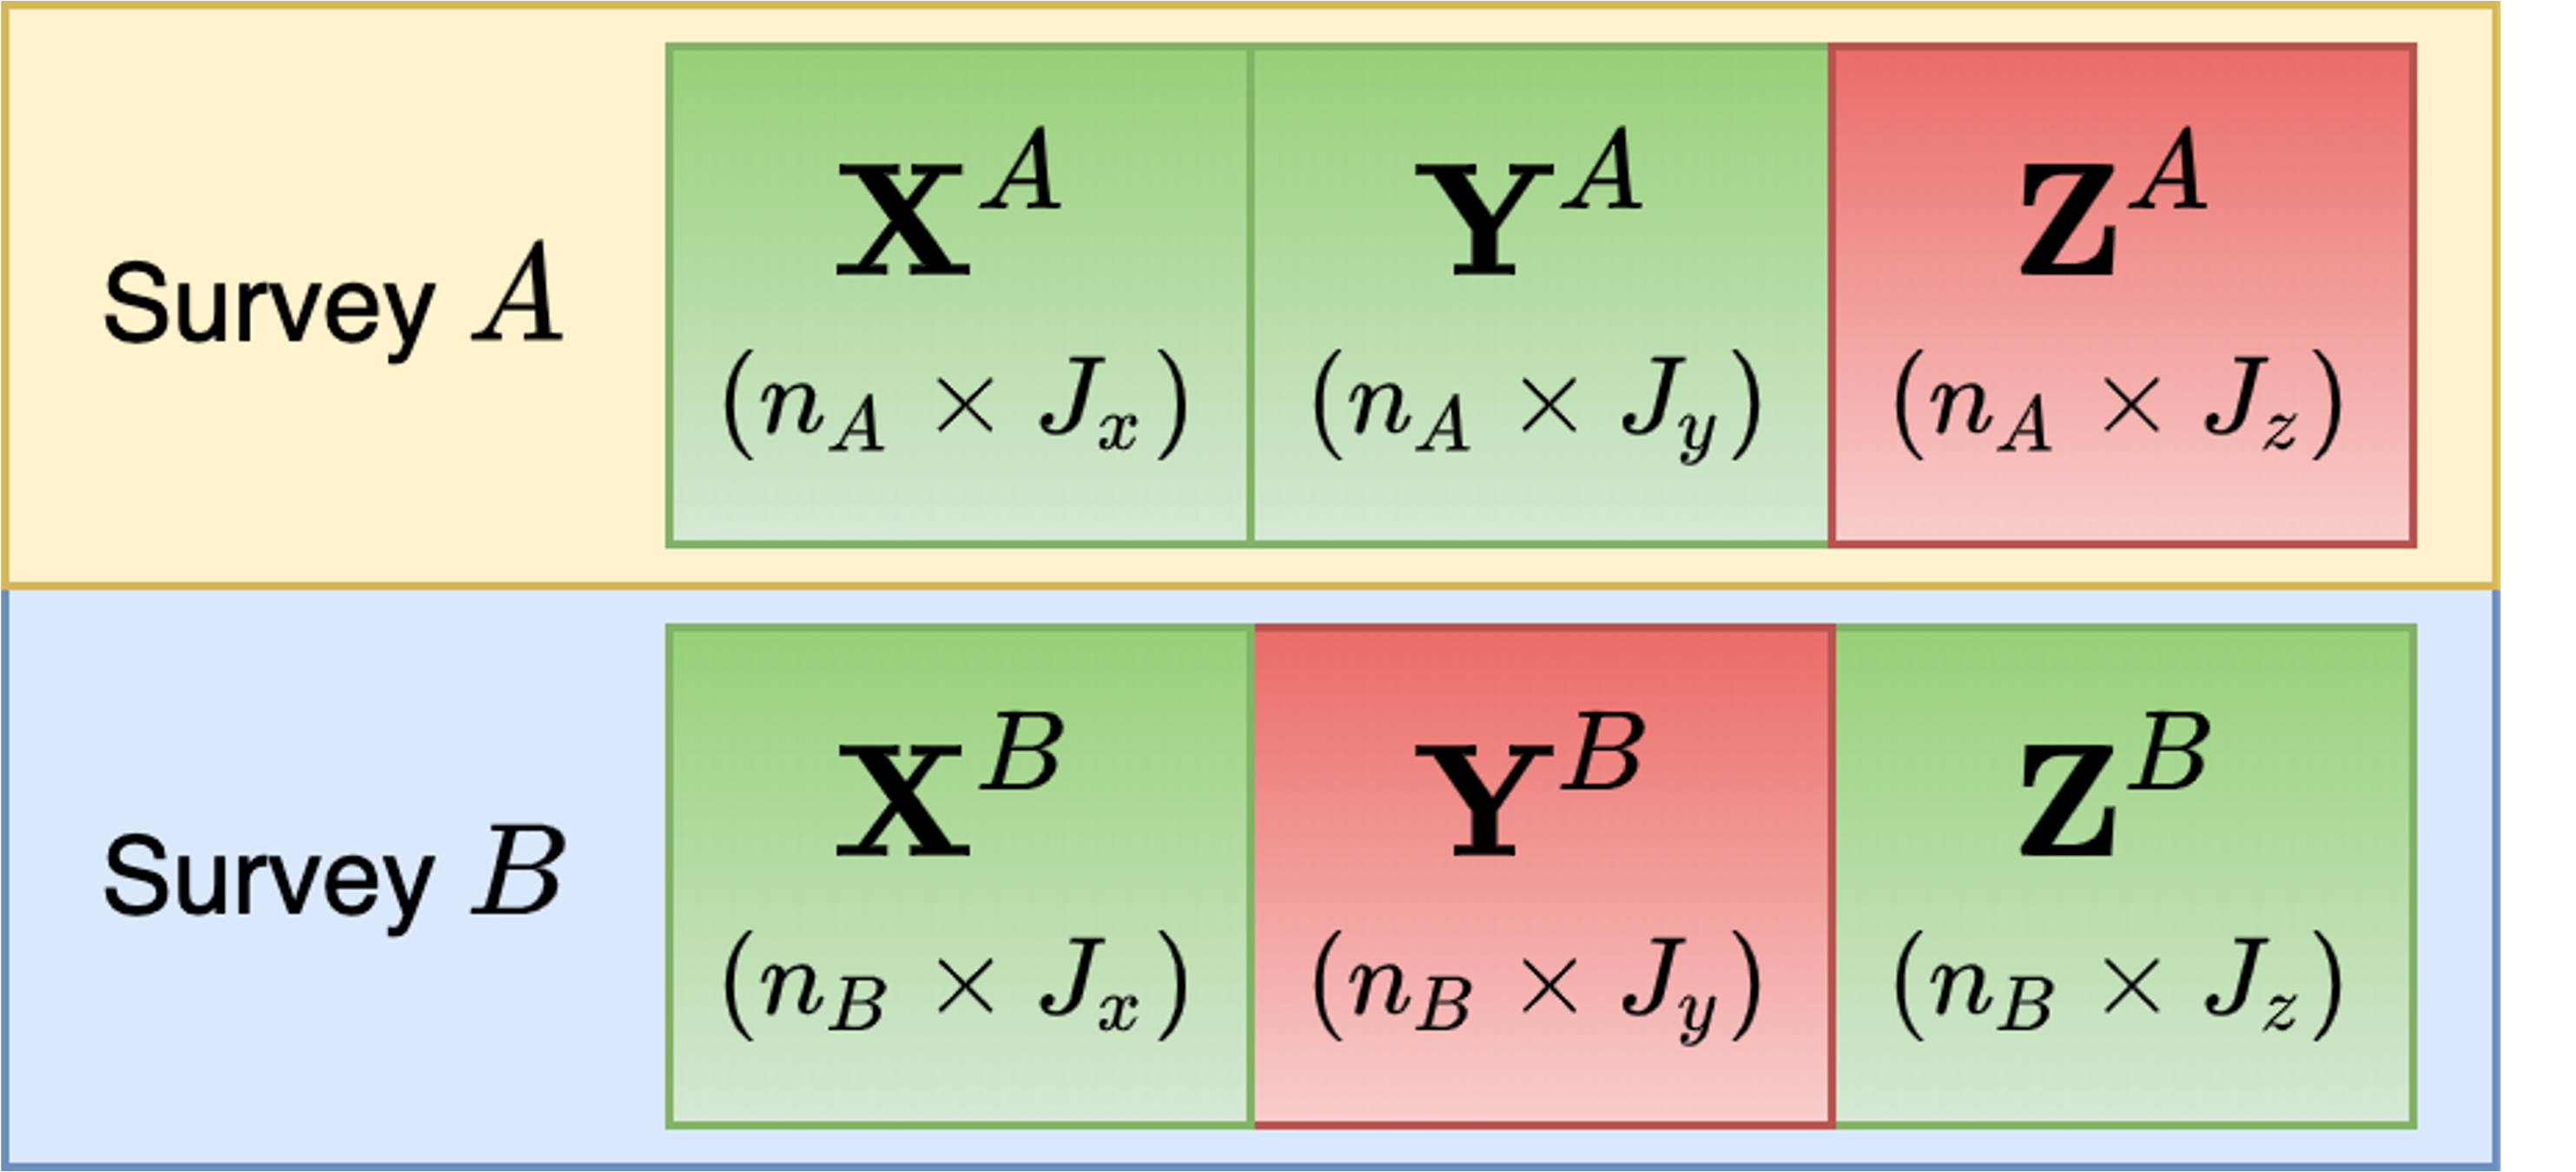 Survey A
X^A
Y^A
Z^A
(n_A × J_x)
(n_A × J_y)
(n_A × J_z)
Survey B
X^B
Y^B
Z^B
(n_B × J_x)
(n_B × J_y)
(n_B × J_z)